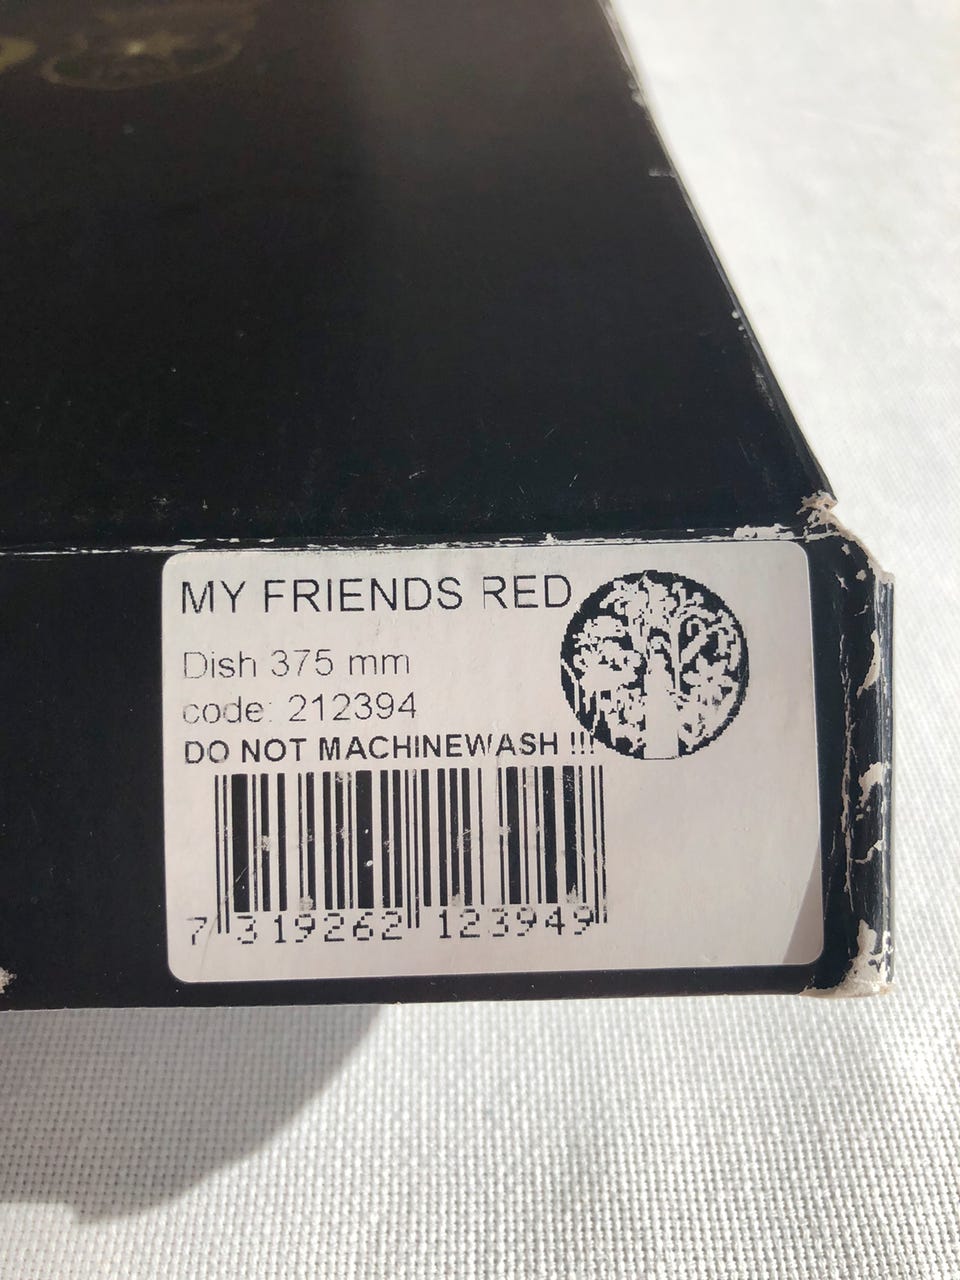 MY FRIENDS RED
Dish 375 mm
code: 212394
DO NOT MACHINEWASH !!!
7 319262 123949